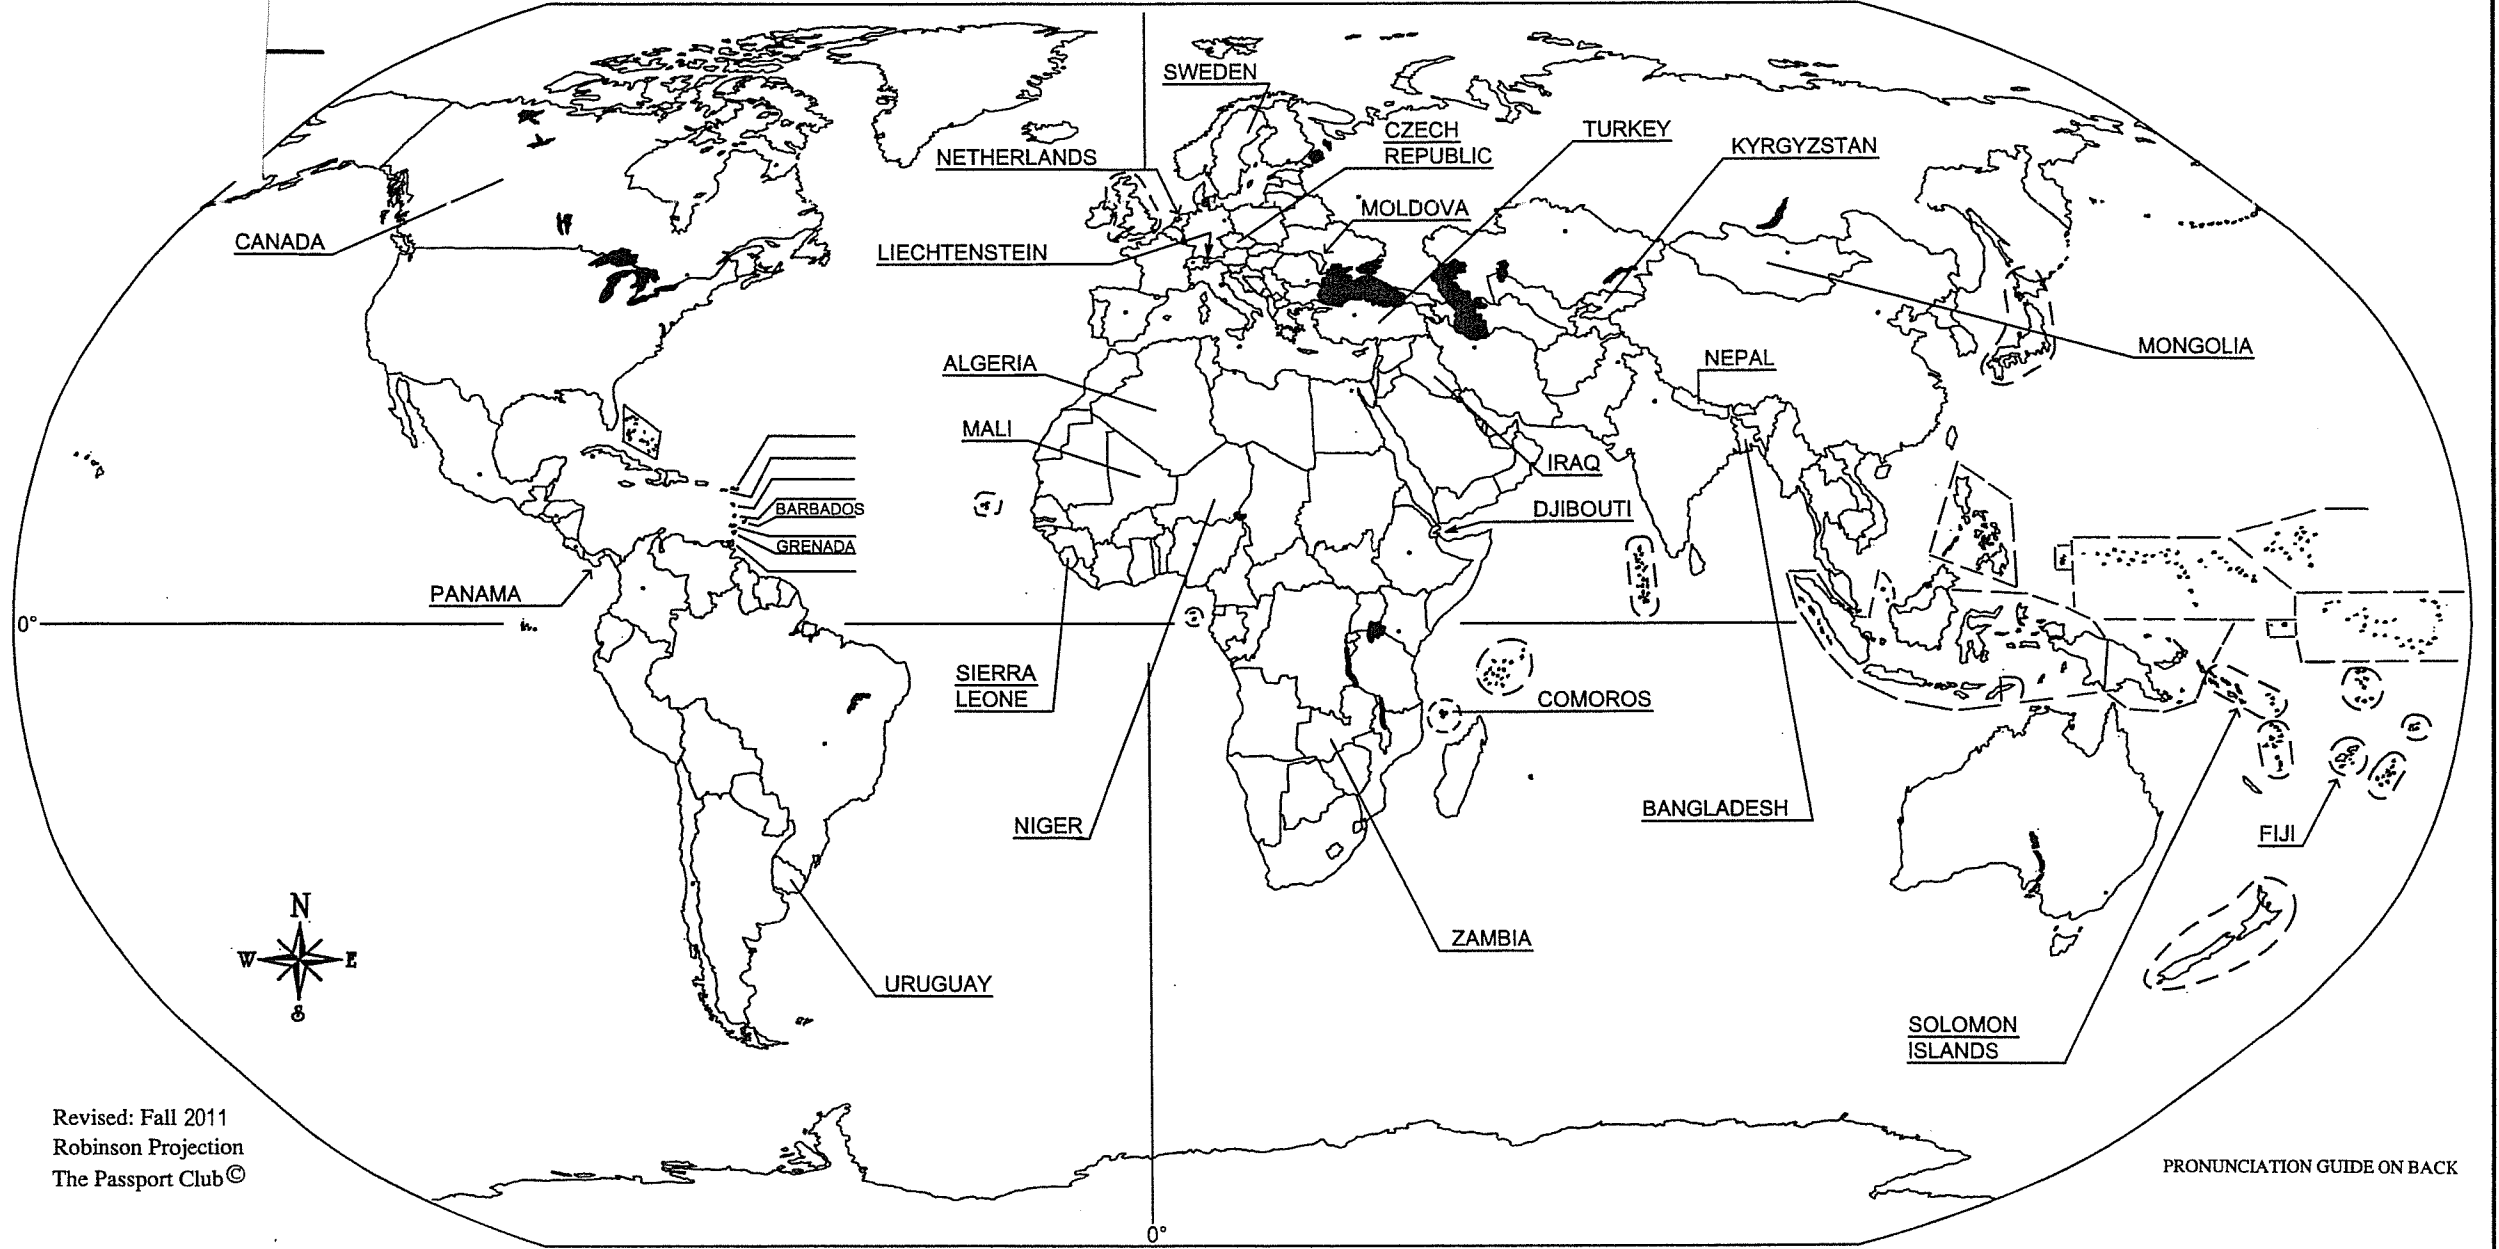 SWEDEN
CZECH
REPUBLIC
TURKEY
KYRGYZSTAN
NETHERLANDS
MOLDOVA
CANADA
LIECHTENSTEIN
MONGOLIA
NEPAL
ALGERIA
MALI
IRAQ
BARBADOS
DJIBOUTI
GRENADA
PANAMA
0°
SIERRA
LEONE
COMOROS
BANGLADESH
NIGER
FIJI
N
W E
S
ZAMBIA
URUGUAY
SOLOMON
ISLANDS
Revised: Fall 2011
Robinson Projection
The Passport Club©
PRONUNCIATION GUIDE ON BACK
0°